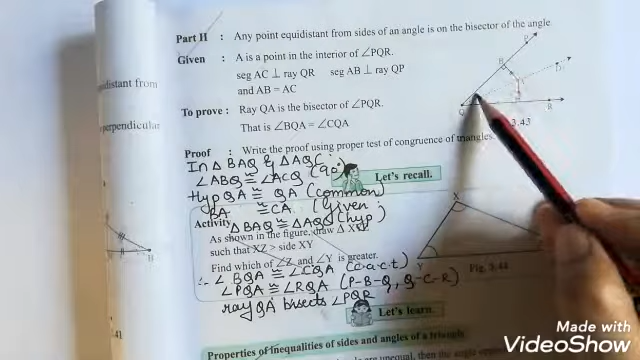 Part II : Any point equidistant from sides of an angle is on the bisector of the angle.
Given : A is a point in the interior of ∠PQR.
seg AC ⊥ ray QR seg AB ⊥ ray QP
and AB = AC
To prove : Ray QA is the bisector of ∠PQR.
That is ∠BQA = ∠CQA
Proof : Write the proof using proper test of congruence of triangles.
In △ BAQ & △ AQC
∠ABQ ≅ ∠ACQ (90°)
Hyp QA ≅ QA (common)
BA ≅ CA (Given)
△BAQ ≅ △AQC (hyp)
∴ ∠ BQA ≅ ∠CQA (c.a.c.t)
∠PQA ≅ ∠RQA (P-B-Q, Q-C-R)
ray QA bisects ∠PQR
Let's recall.
Activity
As shown in the figure, draw △
such that XZ > side XY
Find which of ∠Z and ∠Y is greater.
Let's learn.
Properties of inequalities of sides and angles of a triangle
distant from
perpendicular
B
.41
P
B
D
R
3.43
X
Y
Fig. 3.44
Made with
VideoShow